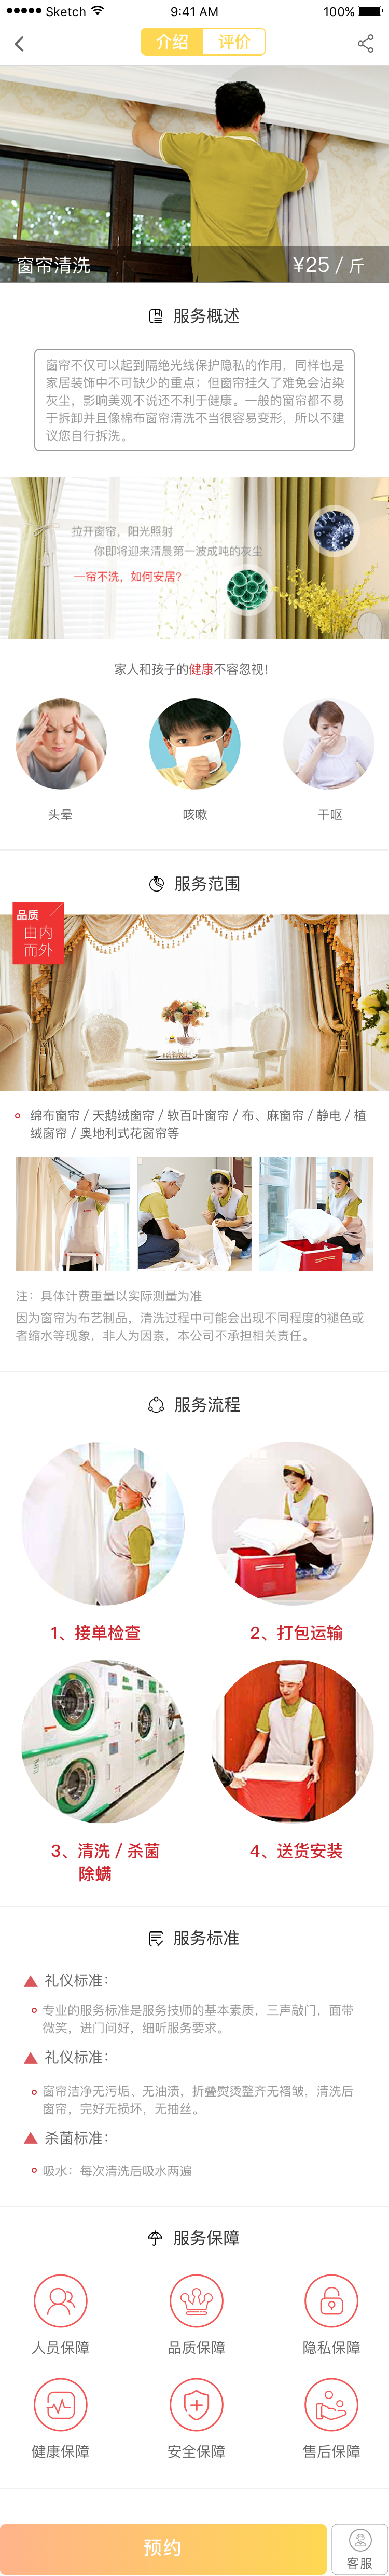 Sketch
9:41 AM
100%
介绍
评价
窗帘清洗
¥25 / 斤
服务概述
窗帘不仅可以起到隔绝光线保护隐私的作用，同样也是
家居装饰中不可缺少的重点；但窗帘挂久了难免会沾染
灰尘，影响美观不说还不利于健康。一般的窗帘都不易
于拆卸并且像棉布窗帘清洗不当很容易变形，所以不建
议您自行拆洗。
拉开窗帘，阳光照射
你即将迎来清晨第一波成吨的灰尘
一帘不洗，如何安居？
家人和孩子的健康不容忽视！
头晕
咳嗽
干呕
服务范围
品质
由内
而外
绵布窗帘 / 天鹅绒窗帘 / 软百叶窗帘 / 布、麻窗帘 / 静电 / 植
绒窗帘 / 奥地利式花窗帘等
注：具体计费重量以实际测量为准
因为窗帘为布艺制品，清洗过程中可能会出现不同程度的褪色或
者缩水等现象，非人为因素，本公司不承担相关责任。
服务流程
1、接单检查
2、打包运输
3、清洗 / 杀菌
除螨
4、送货安装
服务标准
礼仪标准：
专业的服务标准是服务技师的基本素质，三声敲门，面带
微笑，进门问好，细听服务要求。
礼仪标准：
窗帘洁净无污垢、无油渍，折叠熨烫整齐无褶皱，清洗后
窗帘，完好无损坏，无抽丝。
杀菌标准：
吸水：每次清洗后吸水两遍
服务保障
人员保障
品质保障
隐私保障
健康保障
安全保障
售后保障
预约
客服